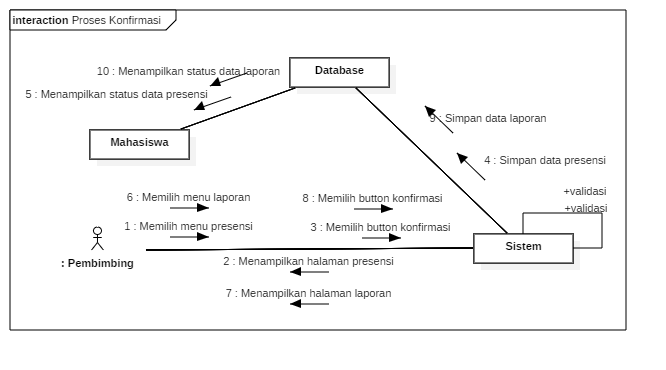 interaction Proses Konfirmasi
Database
10 : Menampilkan status data laporan
5 : Menampilkan status data presensi
9 : Simpan data laporan
Mahasiswa
4 : Simpan data presensi
+validasi
+validasi
6 : Memilih menu laporan
8 : Memilih button konfirmasi
1 : Memilih menu presensi
3 : Memilih button konfirmasi
Sistem
: Pembimbing
2 : Menampilkan halaman presensi
7 : Menampilkan halaman laporan